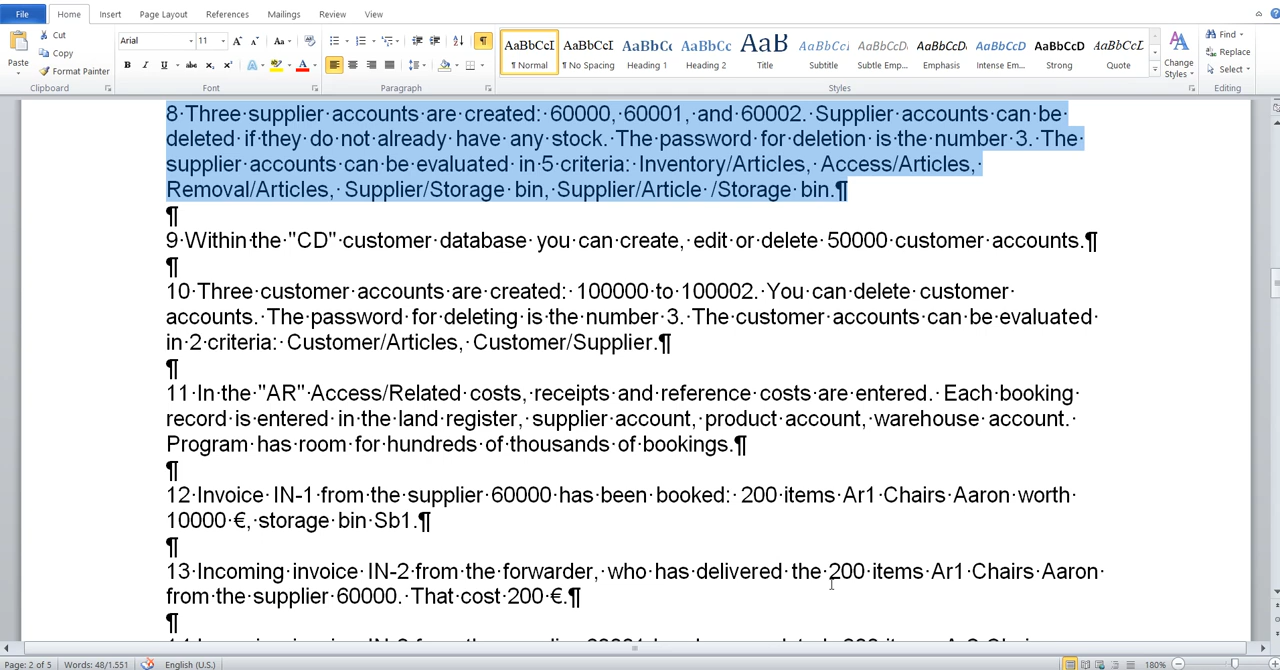 File Home Insert Page Layout References Mailings Review View
Paste Cut Copy Format Painter Clipboard
Arial 11 Font
Paragraph
AaBbCcI ¶ Normal AaBbCcI ¶ No Spacing AaBbCc Heading 1 AaBbCc Heading 2 AaB Title AaBbCcI Subtitle AaBbCcDc Subtle Emp... AaBbCcDc Emphasis AaBbCcDc Intense Em... AaBbCcDc Strong AaBbCcL Quote Styles
Change Styles
Find Replace Select Editing
8 Three supplier accounts are created: 60000, 60001, and 60002. Supplier accounts can be
deleted if they do not already have any stock. The password for deletion is the number 3. The
supplier accounts can be evaluated in 5 criteria: Inventory/Articles, Access/Articles,
Removal/Articles, Supplier/Storage bin, Supplier/Article /Storage bin.¶
¶
9 Within the "CD" customer database you can create, edit or delete 50000 customer accounts.¶
¶
10 Three customer accounts are created: 100000 to 100002. You can delete customer
accounts. The password for deleting is the number 3. The customer accounts can be evaluated
in 2 criteria: Customer/Articles, Customer/Supplier.¶
¶
11 In the "AR" Access/Related costs, receipts and reference costs are entered. Each booking
record is entered in the land register, supplier account, product account, warehouse account.
Program has room for hundreds of thousands of bookings.¶
¶
12 Invoice IN-1 from the supplier 60000 has been booked: 200 items Ar1 Chairs Aaron worth
10000 €, storage bin Sb1.¶
¶
13 Incoming invoice IN-2 from the forwarder, who has delivered the 200 items Ar1 Chairs Aaron
from the supplier 60000. That cost 200 €.¶
¶
Page: 2 of 5 Words: 48/1.551 English (U.S.) 180%